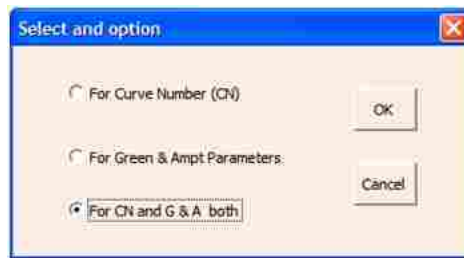 Select and option
For Curve Number (CN)
OK
For Green & Ampt Parameters
Cancel
For CN and G & A both